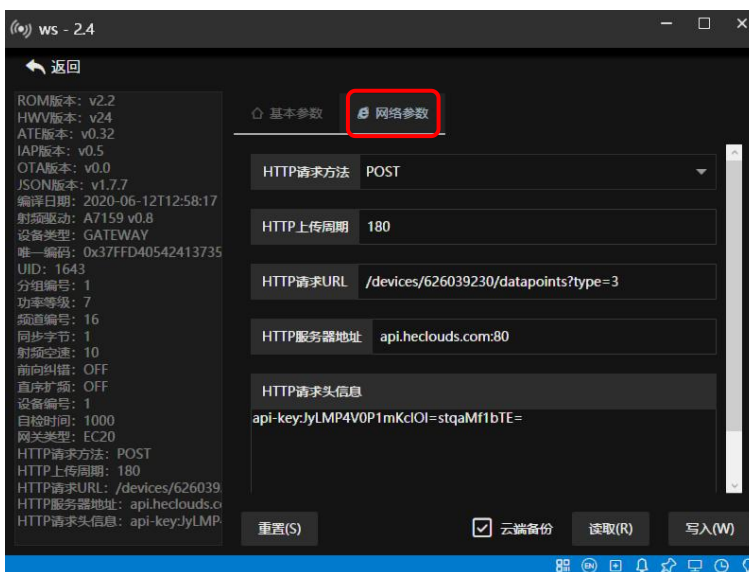 ws - 2.4
返回
ROM版本：v2.2
HWV版本：v24
ATE版本：v0.32
IAP版本：v0.5
OTA版本：v0.0
JSON版本：v1.7.7
编译日期：2020-06-12T12:58:17
射频驱动：A7159 v0.8
设备类型：GATEWAY
唯一编码：0x37FFD40542413735
UID：1643
分组编号：1
功率等级：7
频道编号：16
同步字节：1
射频空速：10
前向纠错：OFF
直序扩频：OFF
设备编号：1
自检时间：1000
网关类型：EC20
HTTP请求方法：POST
HTTP上传周期：180
HTTP请求URL：/devices/626039
HTTP服务器地址：api.heclouds.c
HTTP请求头信息：api-key:JyLMP
基本参数
网络参数
HTTP请求方法 POST
HTTP上传周期 180
HTTP请求URL /devices/626039230/datapoints?type=3
HTTP服务器地址 api.heclouds.com:80
HTTP请求头信息
api-key:JyLMP4V0P1mKclOI=stqaMf1bTE=
重置(S)
云端备份
读取(R)
写入(W)
EN